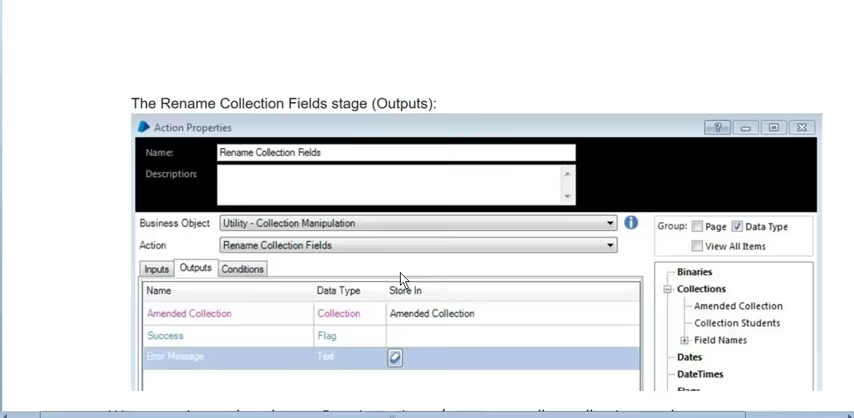 The Rename Collection Fields stage (Outputs):
Action Properties
Name: Rename Collection Fields
Description:
Business Object Utility - Collection Manipulation
Action Rename Collection Fields
Group: Page Data Type
View All Items
Inputs Outputs Conditions
Name Data Type Store In
Amended Collection Collection Amended Collection
Success Flag
Error Message Text
Binaries
Collections
Amended Collection
Collection Students
Field Names
Dates
DateTimes